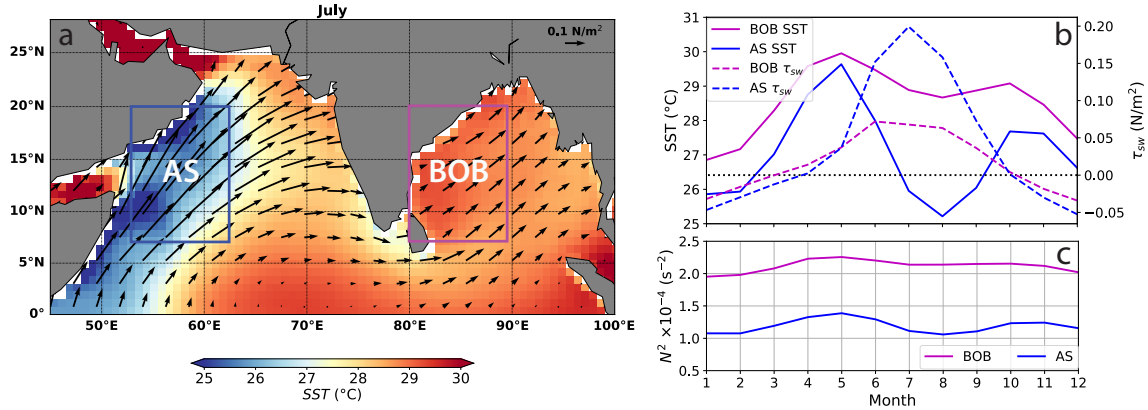 July
a
0.1 N/m²
25°N
20°N
15°N
10°N
5°N
0°
AS
BOB
50°E
60°E
70°E
80°E
90°E
100°E
25
26
27
28
29
30
SST (°C)
b
BOB SST
AS SST
BOB τsw
AS τsw
31
30
29
28
27
26
25
SST (°C)
0.20
0.15
0.10
0.05
0.00
−0.05
τsw (N/m²)
c
2.5
2.0
1.5
1.0
0.5
N² ×10⁻⁴ (s⁻²)
BOB
AS
1 2 3 4 5 6 7 8 9 10 11 12
Month